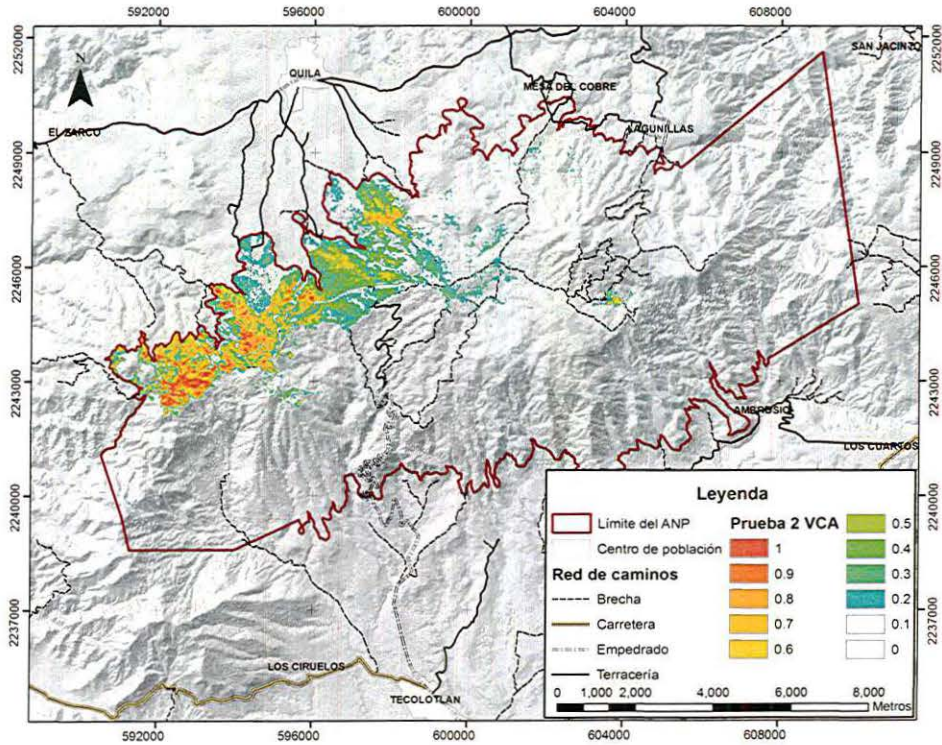 592000 596000 600000 604000 608000
2252000
2252000
N
SAN JACINTO
QUILA
MESA DEL COBRE
EL ZARCO
LAGUNILLAS
2249000
2249000
2246000
2246000
2243000
2243000
AMBROSIO
LOS CUARTOS
2240000
2240000
2237000
2237000
LOS CIRUELOS
TECOLOTLAN
592000 596000 600000 604000 608000
Leyenda
Límite del ANP
Centro de población
Red de caminos
Brecha
Carretera
Empedrado
Terracería
Prueba 2 VCA
1
0.9
0.8
0.7
0.6
0.5
0.4
0.3
0.2
0.1
0
0 1,000 2,000 4,000 6,000 8,000 Metros